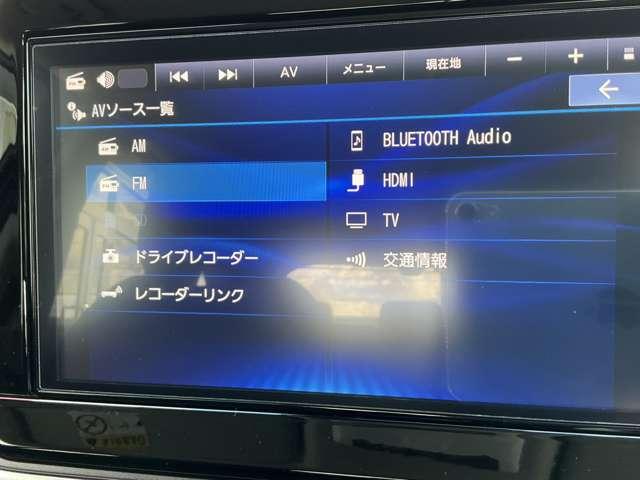 AV メニュー 現在地 － ＋
AVソース一覧
AM
FM
SD
ドライブレコーダー
レコーダーリンク
BLUETOOTH Audio
HDMI
TV
交通情報